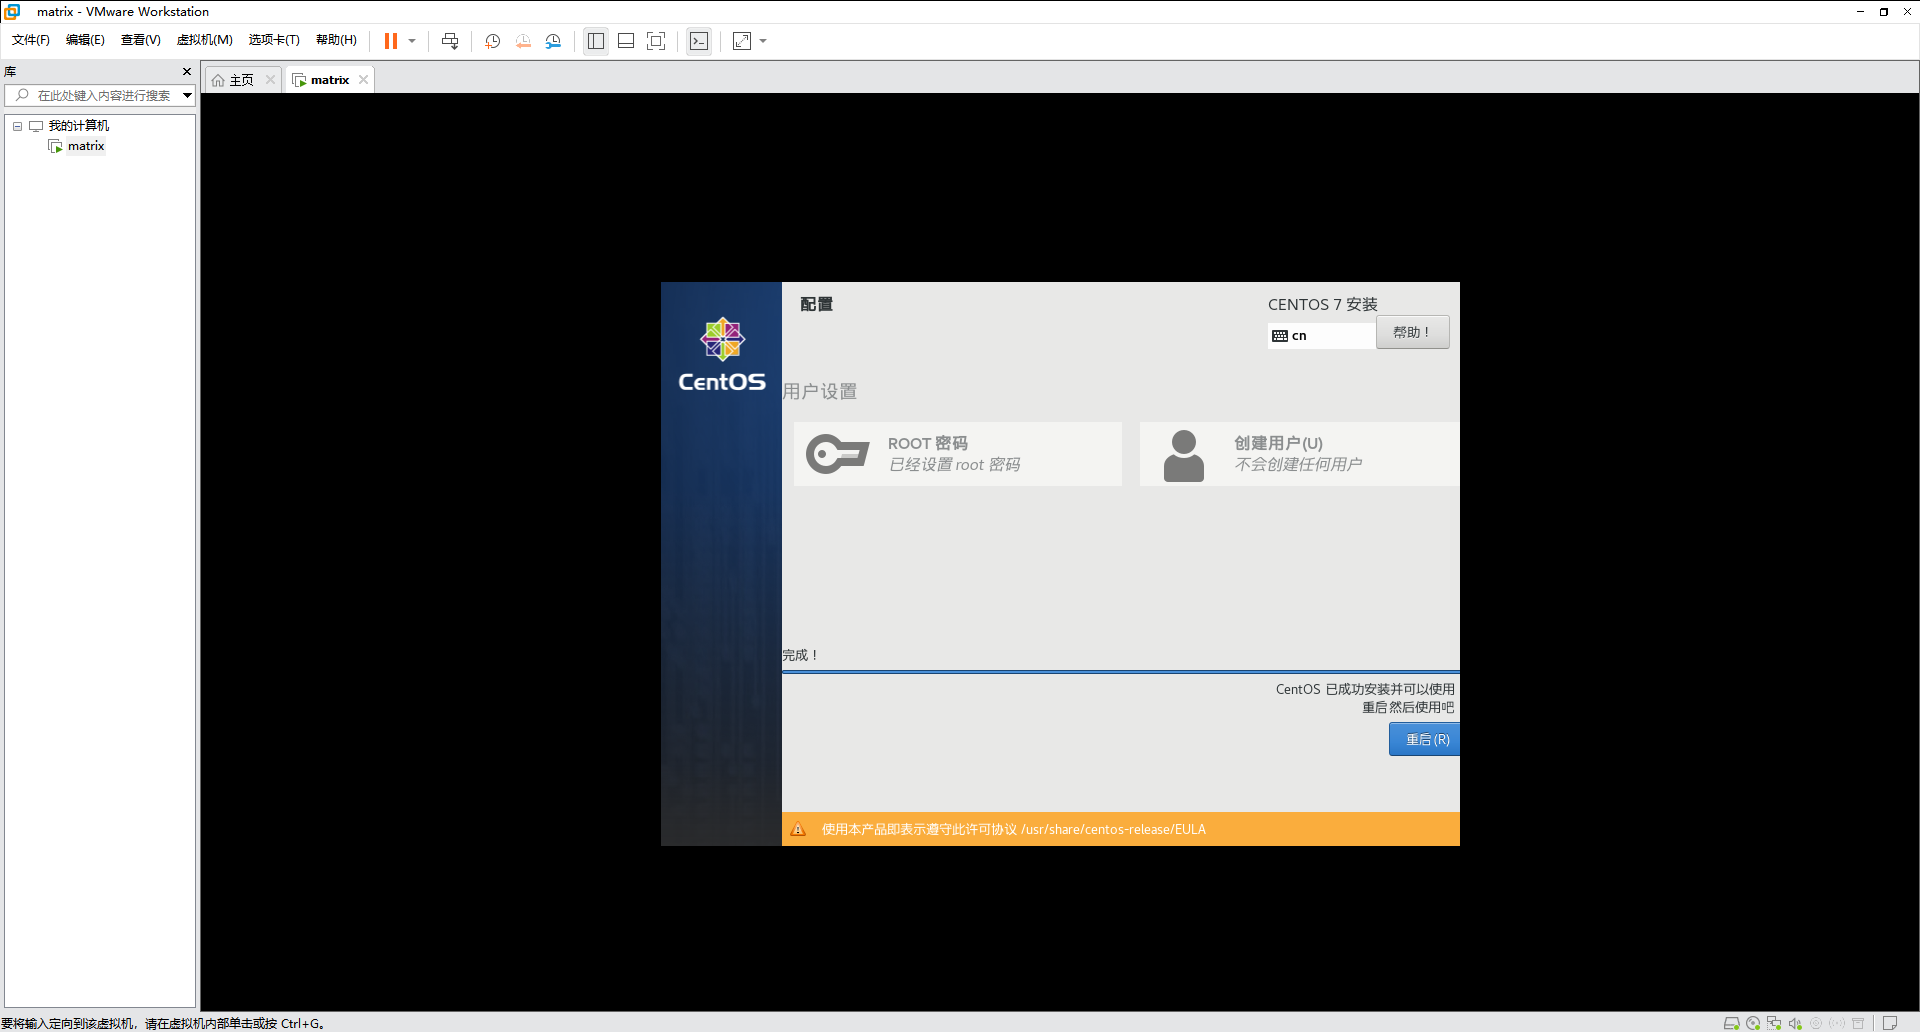 matrix - VMware Workstation
文件(F) 编辑(E) 查看(V) 虚拟机(M) 选项卡(T) 帮助(H)
库
在此处键入内容进行搜索
我的计算机
matrix
主页
matrix
CentOS
配置
CENTOS 7 安装
cn
帮助！
用户设置
ROOT 密码
已经设置 root 密码
创建用户(U)
不会创建任何用户
完成！
CentOS 已成功安装并可以使用
重启然后使用吧
重启(R)
使用本产品即表示遵守此许可协议 /usr/share/centos-release/EULA
要将输入定向到该虚拟机，请在虚拟机内部单击或按 Ctrl+G。